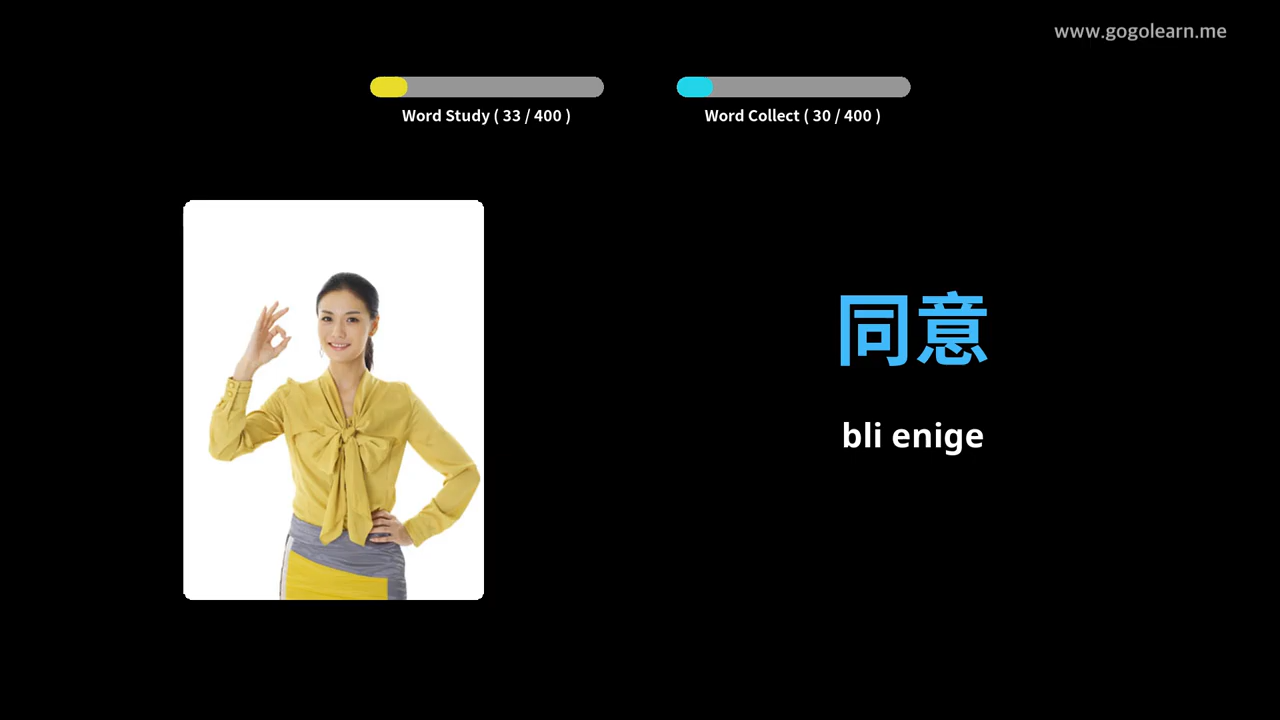 www.gogolearn.me
Word Study ( 33 / 400 )
Word Collect ( 30 / 400 )
同意
bli enige